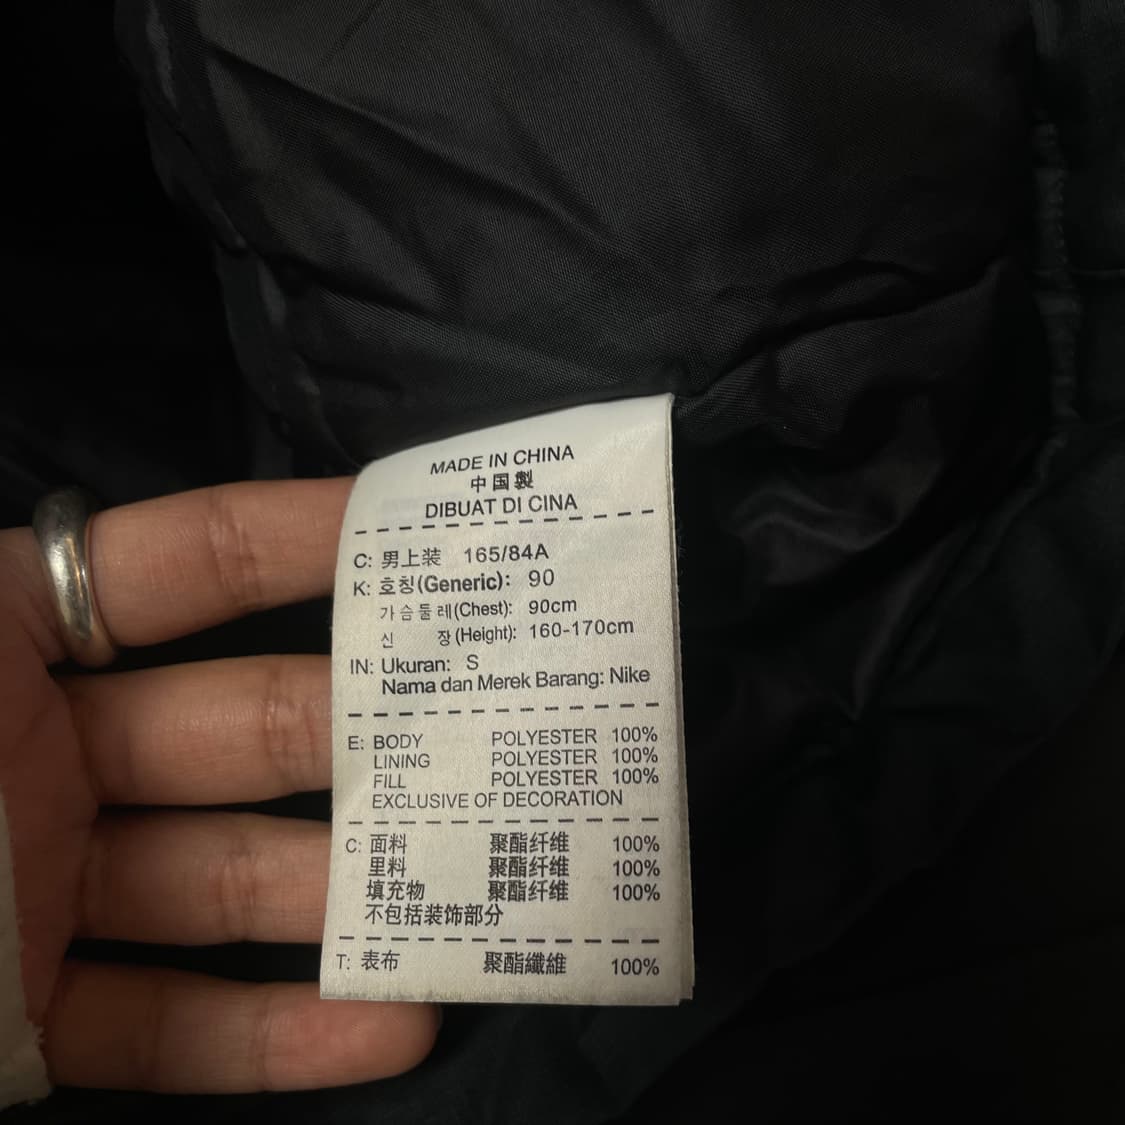 MADE IN CHINA
中国製
DIBUAT DI CINA
C: 男上装 165/84A
K: 호칭(Generic): 90
가슴둘레(Chest): 90cm
신 장(Height): 160-170cm
IN: Ukuran: S
Nama dan Merek Barang: Nike
E: BODY POLYESTER 100%
LINING POLYESTER 100%
FILL POLYESTER 100%
EXCLUSIVE OF DECORATION
C: 面料 聚酯纤维 100%
里料 聚酯纤维 100%
填充物 聚酯纤维 100%
不包括装饰部分
T: 表布 聚酯纖維 100%